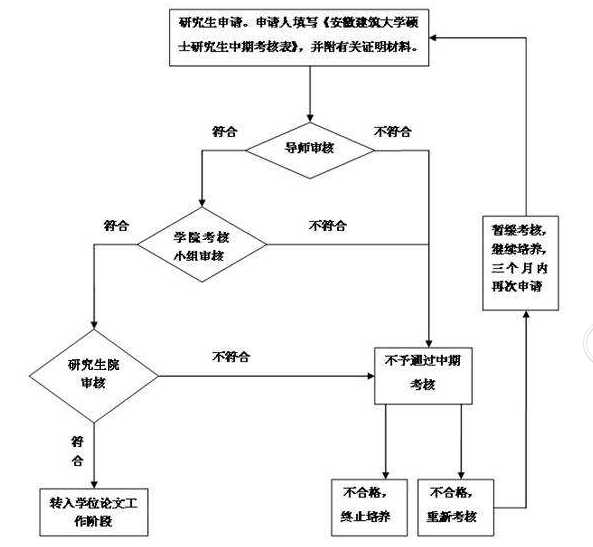 研究生申请。申请人填写《安徽建筑大学硕
士研究生中期考核表》，并附有关证明材料。
符合
不符合
导师审核
符合
不符合
学院考核
小组审核
暂缓考核，
继续培养，
三个月内
再次申请
研究生院
审核
不符合
不予通过中期
考核
符
合
转入学位论文工
作阶段
不合格，
终止培养
不合格，
重新考核